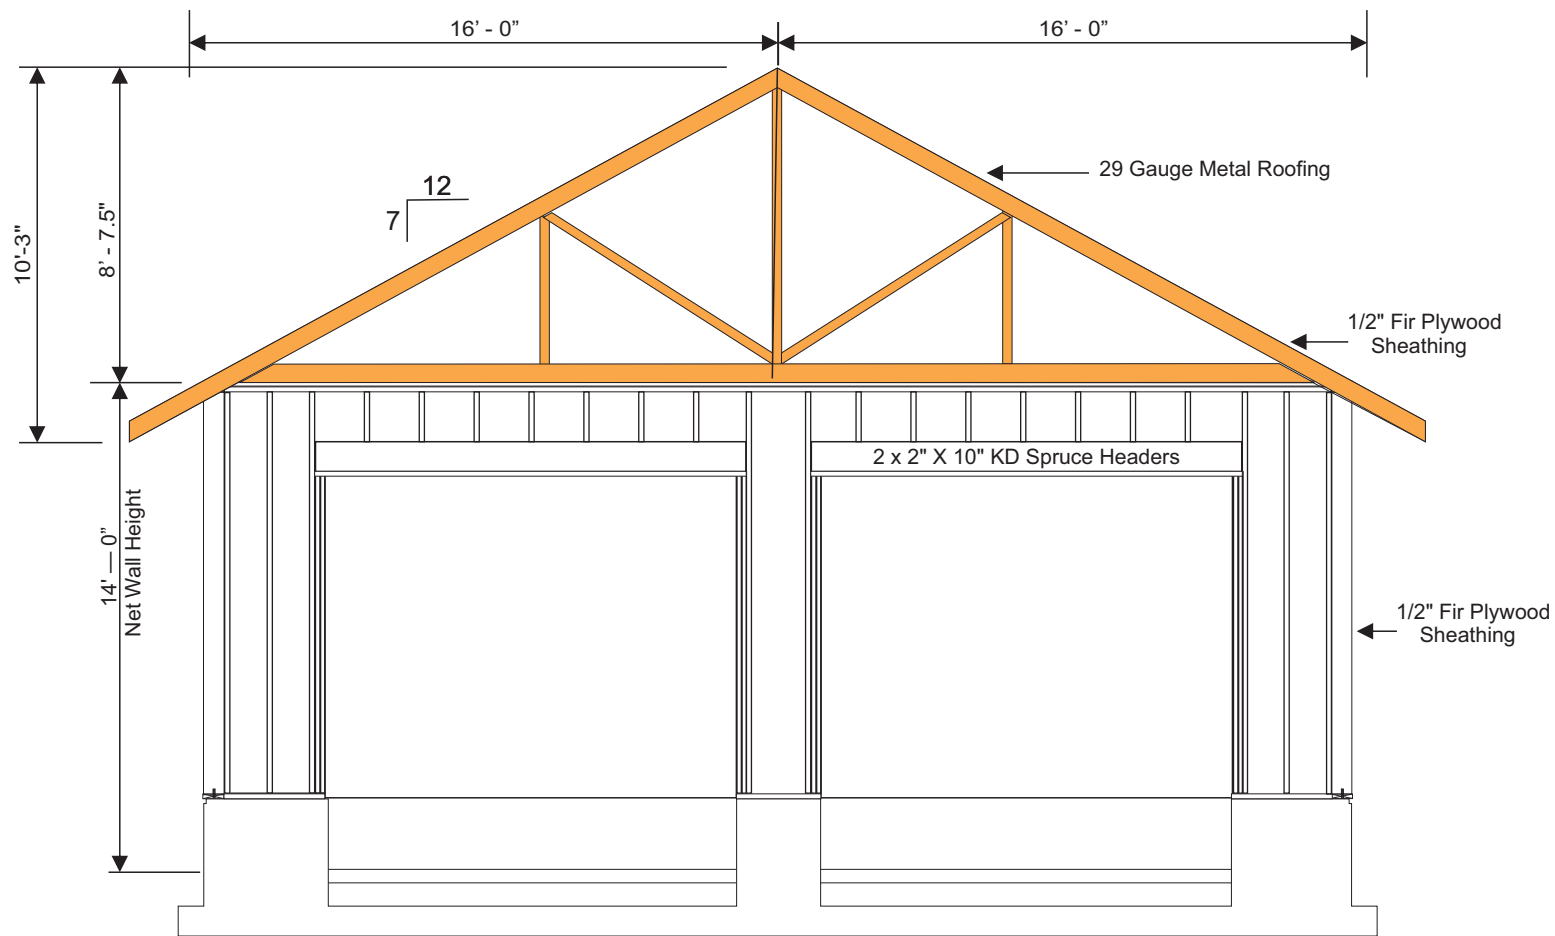 16' - 0”
16' - 0”
29 Gauge Metal Roofing
12
7
10'-3"
8’ - 7.5"
1/2" Fir Plywood
Sheathing
2 x 2" X 10" KD Spruce Headers
14' — 0”
Net Wall Height
1/2" Fir Plywood
Sheathing